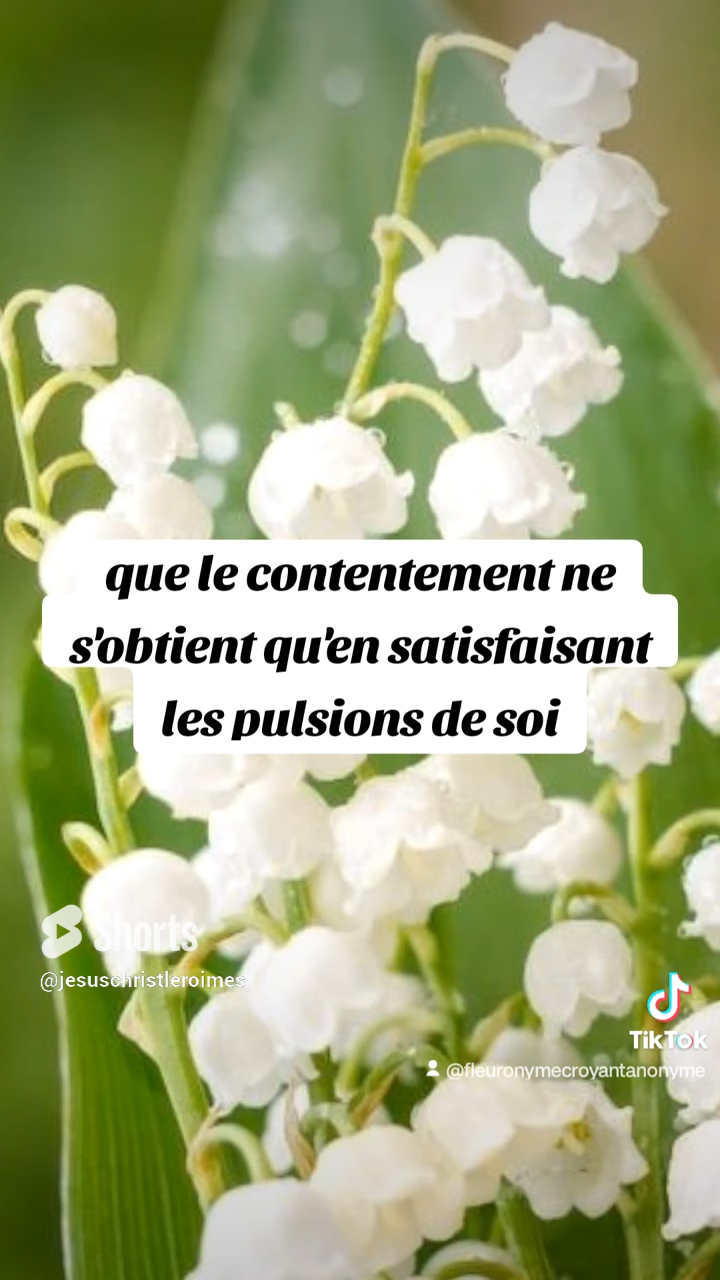 que le contentement ne
s'obtient qu'en satisfaisant
les pulsions de soi
Shorts
@jesuschristleroimes
TikTok
@fleuronymecroyantanonyme